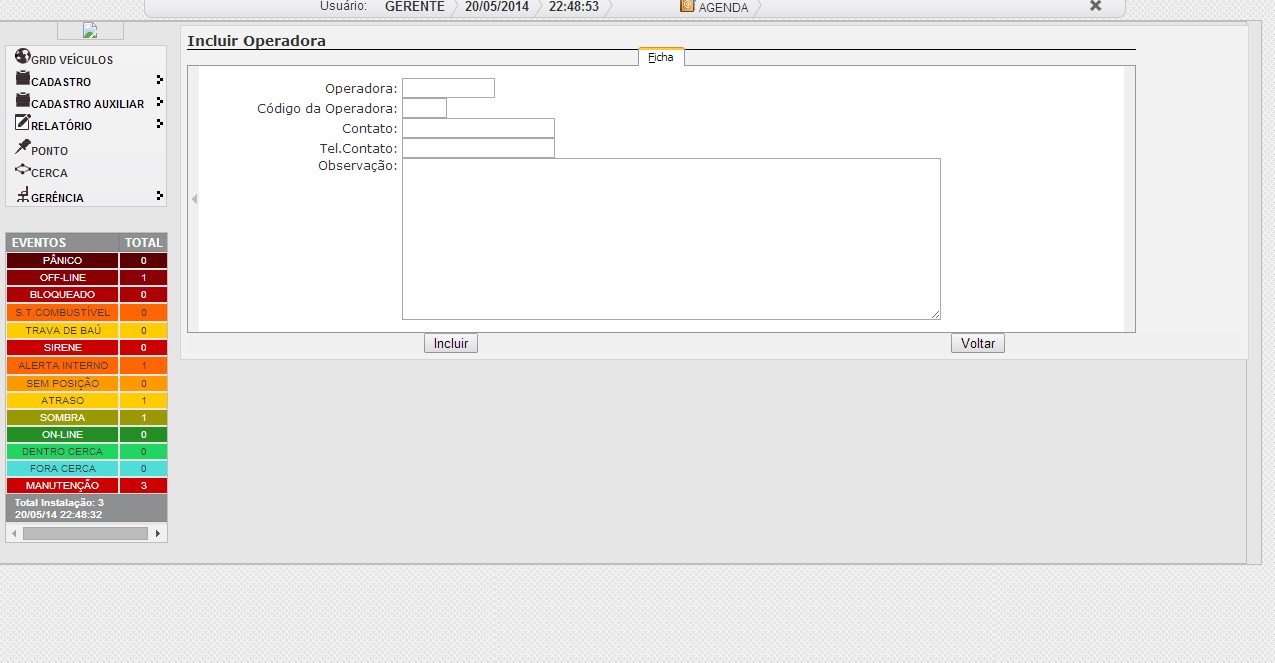 Usuário: GERENTE 20/05/2014 22:48:53 AGENDA
GRID VEÍCULOS
CADASTRO
CADASTRO AUXILIAR
RELATÓRIO
PONTO
CERCA
GERÊNCIA
EVENTOS TOTAL
PÂNICO 0
OFF-LINE 1
BLOQUEADO 0
S.T.COMBUSTÍVEL 0
TRAVA DE BAÚ 0
SIRENE 0
ALERTA INTERNO 1
SEM POSIÇÃO 0
ATRASO 1
SOMBRA 1
ON-LINE 0
DENTRO CERCA 0
FORA CERCA 0
MANUTENÇÃO 3
Total Instalação: 3
20/05/14 22:48:32
Incluir Operadora
Ficha
Operadora:
Código da Operadora:
Contato:
Tel.Contato:
Observação:
Incluir Voltar